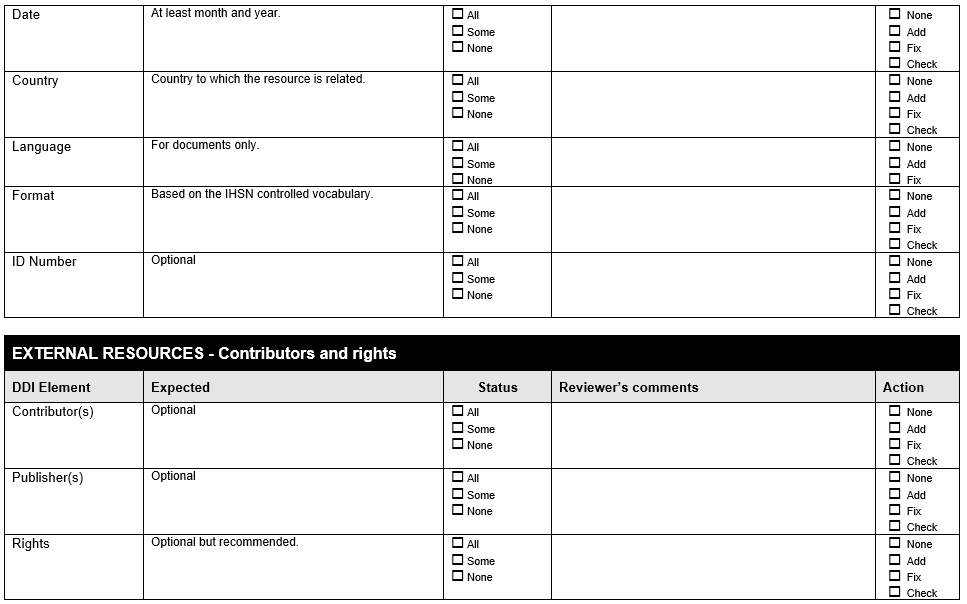 Date At least month and year. ☐ All ☐ None
☐ Some ☐ Add
☐ None ☐ Fix
☐ Check
Country Country to which the resource is related. ☐ All ☐ None
☐ Some ☐ Add
☐ None ☐ Fix
☐ Check
Language For documents only. ☐ All ☐ None
☐ Some ☐ Add
☐ None ☐ Fix
Format Based on the IHSN controlled vocabulary. ☐ All ☐ None
☐ Some ☐ Add
☐ None ☐ Fix
☐ Check
ID Number Optional ☐ All ☐ None
☐ Some ☐ Add
☐ None ☐ Fix
☐ Check
EXTERNAL RESOURCES - Contributors and rights
DDI Element Expected Status Reviewer's comments Action
Contributor(s) Optional ☐ All ☐ None
☐ Some ☐ Add
☐ None ☐ Fix
☐ Check
Publisher(s) Optional ☐ All ☐ None
☐ Some ☐ Add
☐ None ☐ Fix
☐ Check
Rights Optional but recommended. ☐ All ☐ None
☐ Some ☐ Add
☐ None ☐ Fix
☐ Check